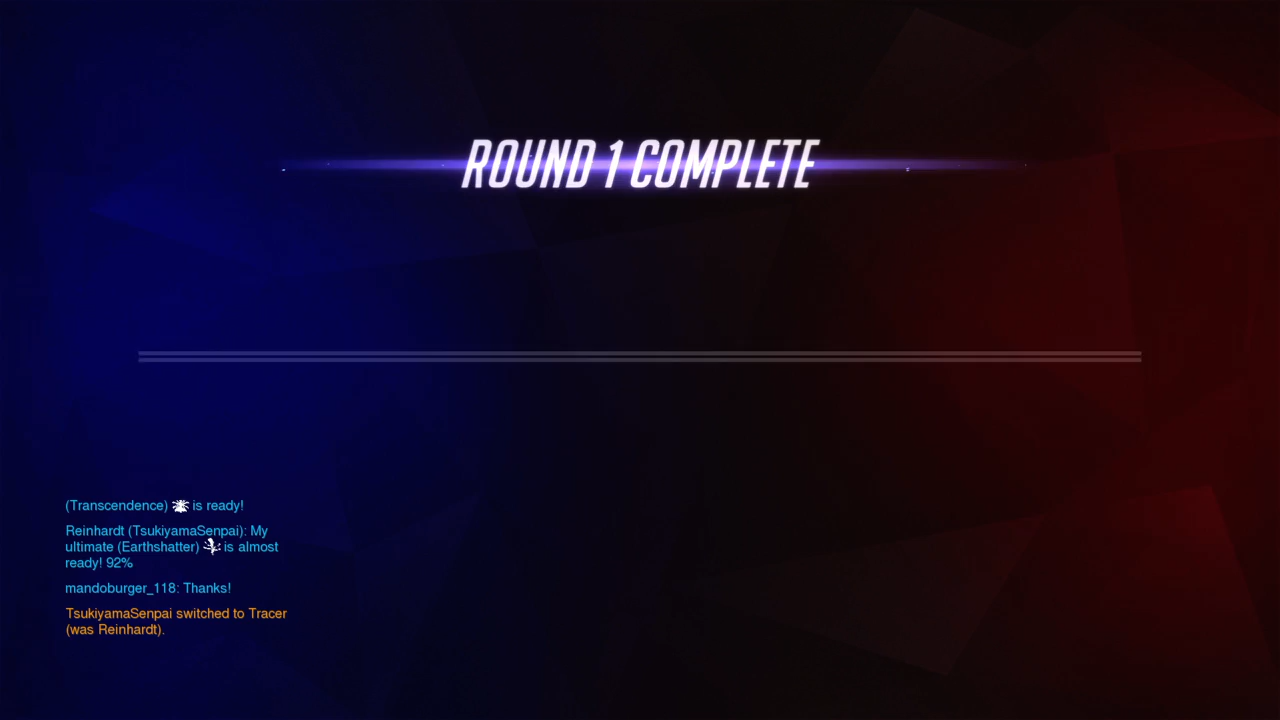 ROUND 1 COMPLETE
(Transcendence) is ready!
Reinhardt (TsukiyamaSenpai): My
ultimate (Earthshatter) is almost
ready! 92%
mandoburger_118: Thanks!
TsukiyamaSenpai switched to Tracer
(was Reinhardt).